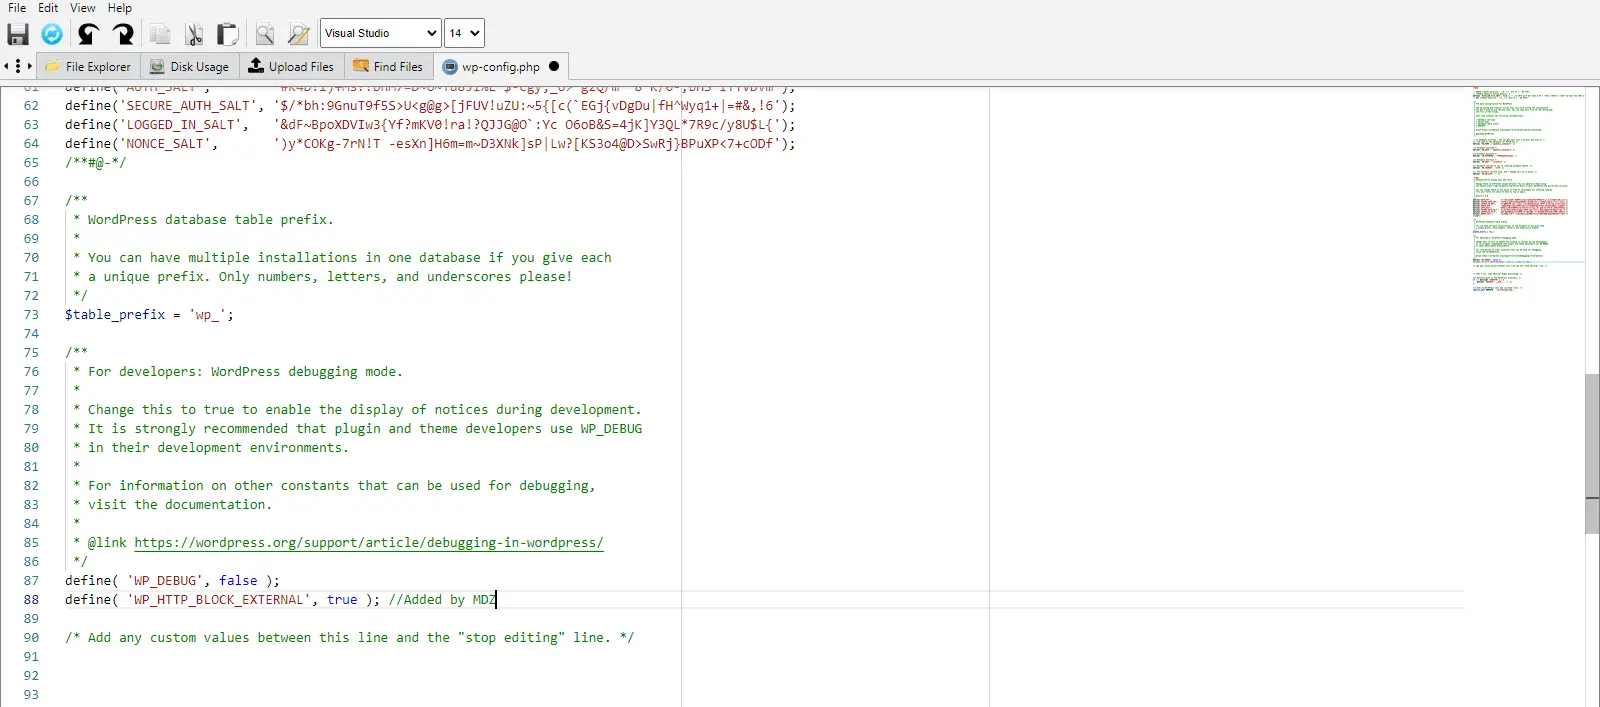 File Edit View Help
Visual Studio 14
File Explorer Disk Usage Upload Files Find Files wp-config.php
62 define('SECURE_AUTH_SALT', '$/*bh:9GnuT9f5S>U<g@g>[jFUV!uZU:~5{[c(`EGj{vDgDu|fH^Wyq1+|=#&,!6');
63 define('LOGGED_IN_SALT', '&dF~BpoXDVIw3{Yf?mKV0!ra!?QJJG@O`:Yc O6oB&S=4jK]Y3QL*7R9c/y8U$L{');
64 define('NONCE_SALT', ')y*COKg-7rN!T -esXn]H6m=m~D3XNk]sP|Lw?[KS3o4@D>SwRj}BPuXP<7+cODf');
65 /**#@-*/
66
67 /**
68 * WordPress database table prefix.
69 *
70 * You can have multiple installations in one database if you give each
71 * a unique prefix. Only numbers, letters, and underscores please!
72 */
73 $table_prefix = 'wp_';
74
75 /**
76 * For developers: WordPress debugging mode.
77 *
78 * Change this to true to enable the display of notices during development.
79 * It is strongly recommended that plugin and theme developers use WP_DEBUG
80 * in their development environments.
81 *
82 * For information on other constants that can be used for debugging,
83 * visit the documentation.
84 *
85 * @link https://wordpress.org/support/article/debugging-in-wordpress/
86 */
87 define( 'WP_DEBUG', false );
88 define( 'WP_HTTP_BLOCK_EXTERNAL', true ); //Added by MDZ
89
90 /* Add any custom values between this line and the "stop editing" line. */
91
92
93